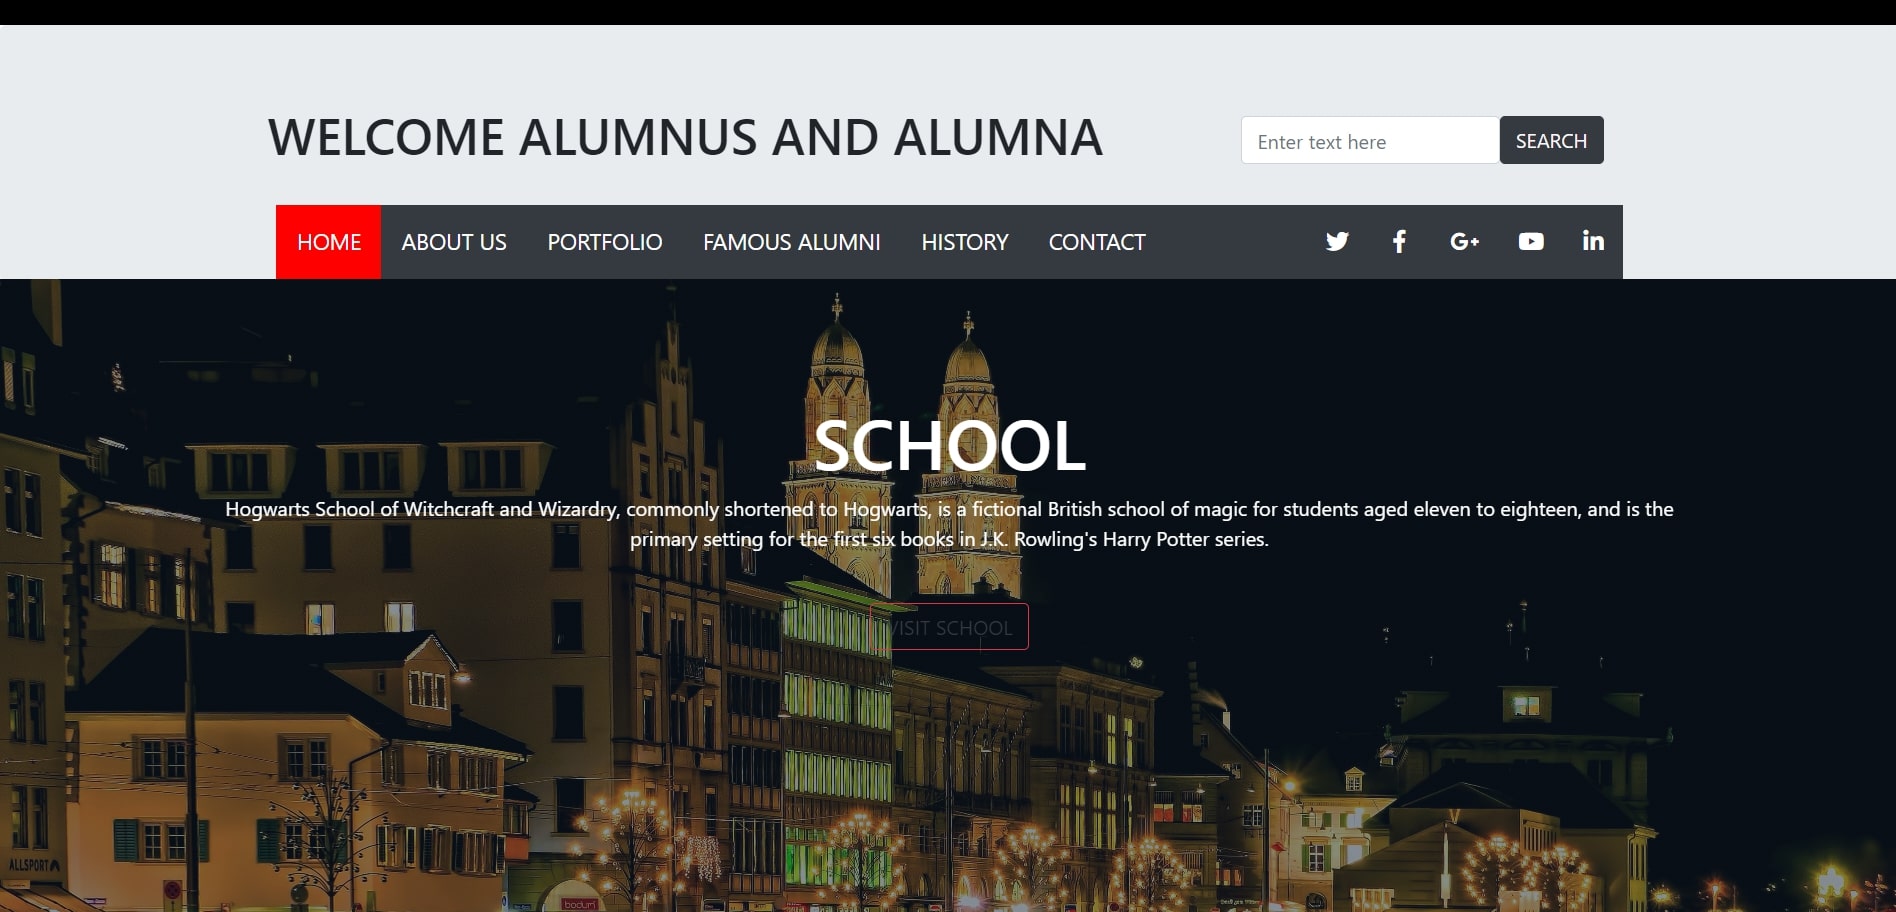 WELCOME ALUMNUS AND ALUMNA
Enter text here
SEARCH
HOME ABOUT US PORTFOLIO FAMOUS ALUMNI HISTORY CONTACT
SCHOOL
Hogwarts School of Witchcraft and Wizardry, commonly shortened to Hogwarts, is a fictional British school of magic for students aged eleven to eighteen, and is the
primary setting for the first six books in J.K. Rowling's Harry Potter series.
VISIT SCHOOL
ALLSPORT
bodum